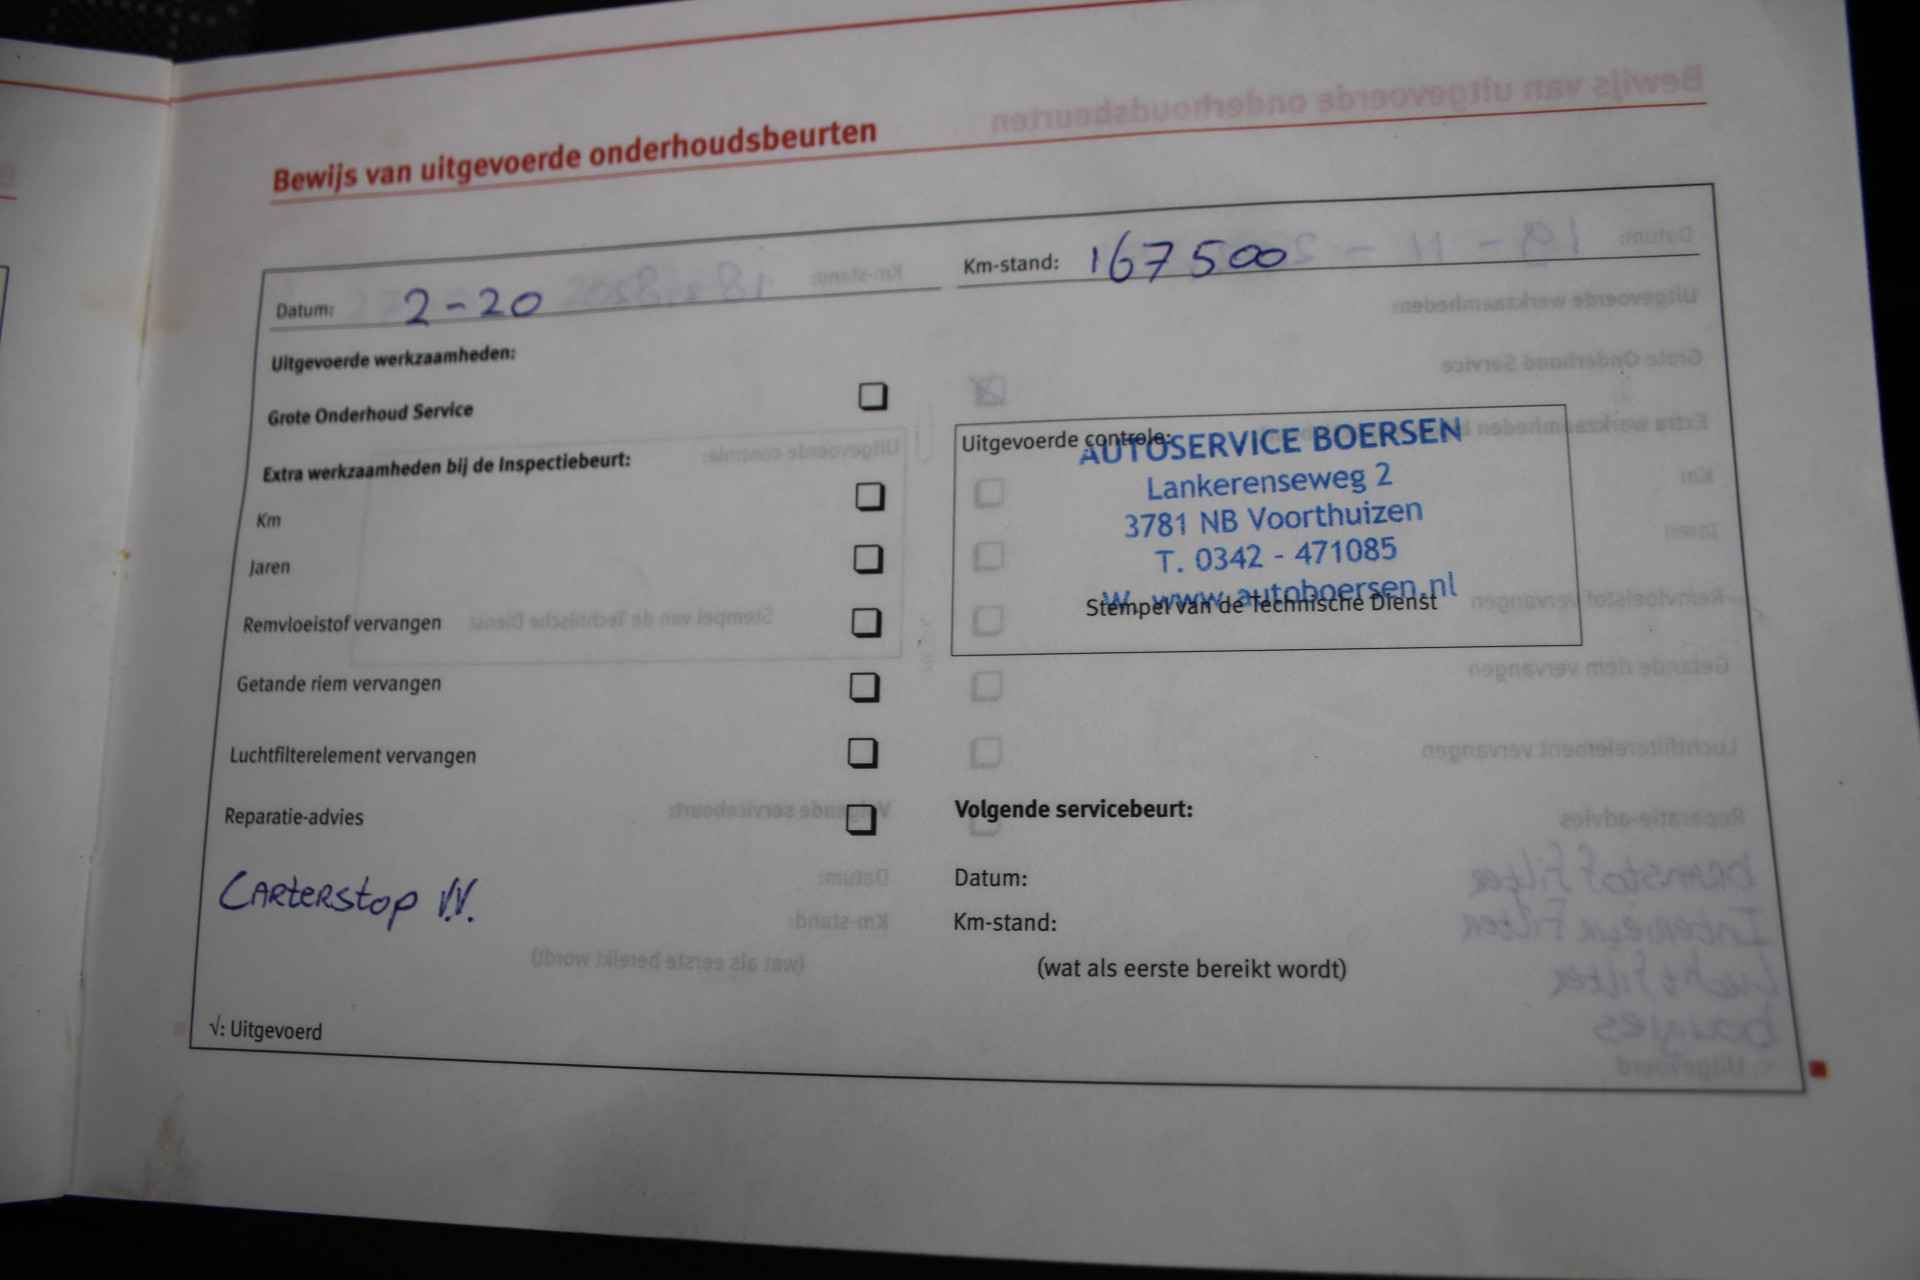 Bewijs van uitgevoerde onderhoudsbeurten
Datum: 2-20
Km-stand: 167500
Uitgevoerde werkzaamheden:
Grote Onderhoud Service
Extra werkzaamheden bij de Inspectiebeurt:
Km
Jaren
Remvloeistof vervangen
Getande riem vervangen
Luchtfilterelement vervangen
Reparatie-advies
CARterstop V.V.
√: Uitgevoerd
Uitgevoerde controle:
AUTOSERVICE BOERSEN
Lankerenseweg 2
3781 NB Voorthuizen
T. 0342 - 471085
W. www.autoboersen.nl
Stempel van de Technische Dienst
Volgende servicebeurt:
Datum:
Km-stand:
(wat als eerste bereikt wordt)